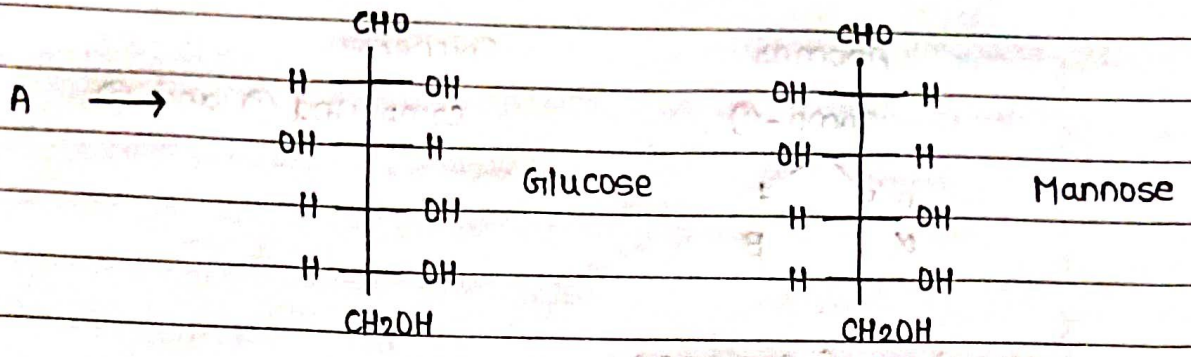 CHO CHO
A → H OH OH H
OH H OH H
Glucose Mannose
H OH H OH
H OH H OH
CH2OH CH2OH